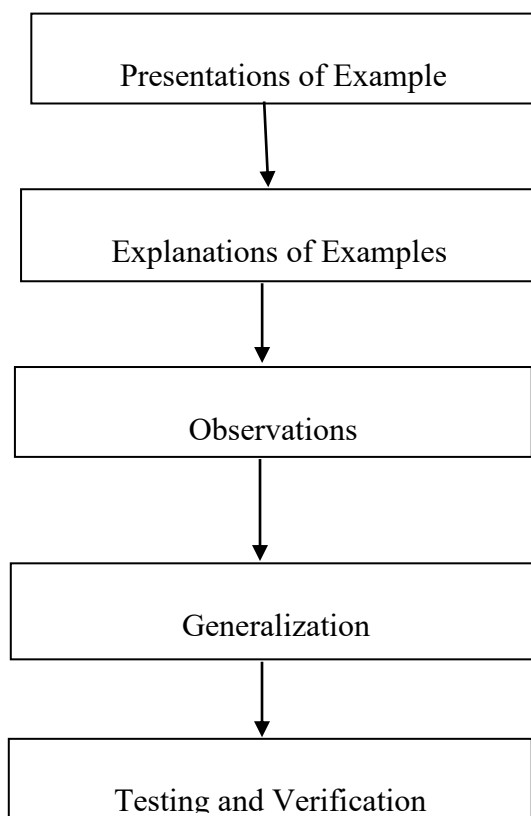 Presentations of Example
Explanations of Examples
Observations
Generalization
Testing and Verification